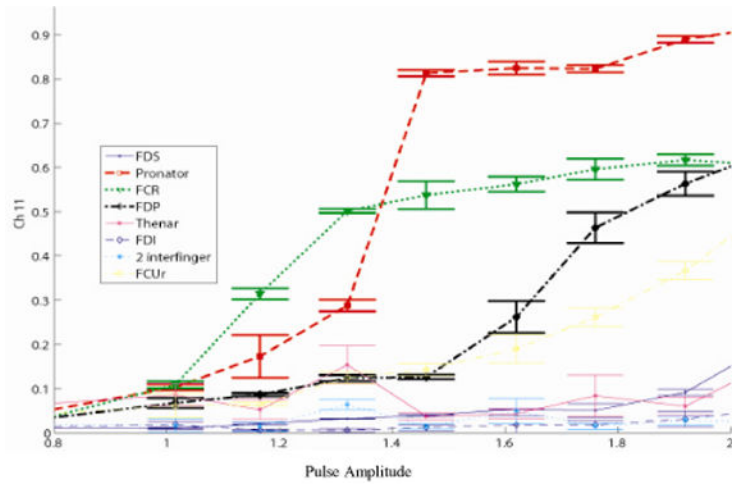 0.9
0.8
0.7
0.6
0.5
0.4
0.3
0.2
0.1
0
Ch 11
FDS
Pronator
FCR
FDP
Thenar
FDI
2 interfinger
FCUr
0.8 1 1.2 1.4 1.6 1.8 2
Pulse Amplitude